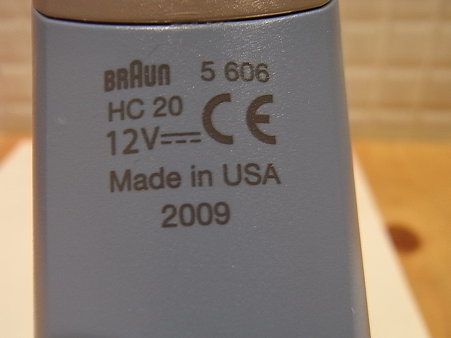 BRAUN 5 606
HC 20 CE
12V⎓
Made in USA
2009